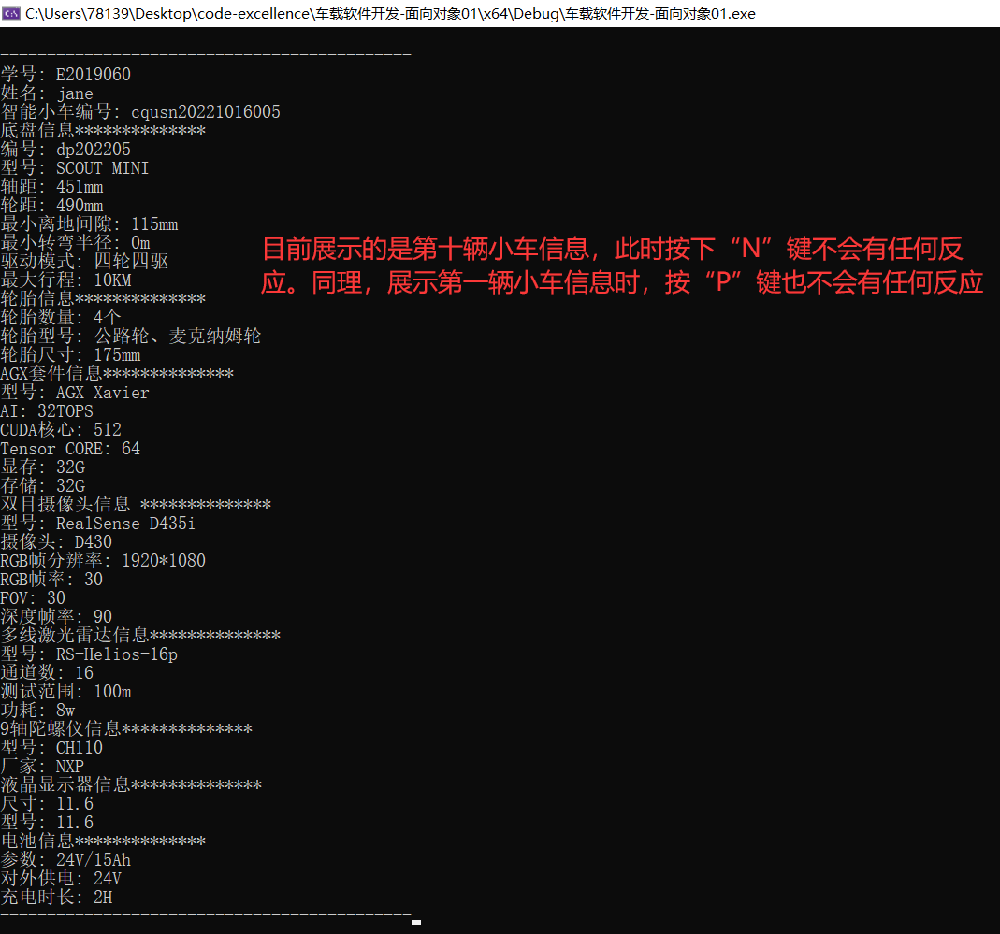 C:\Users\78139\Desktop\code-excellence\车载软件开发-面向对象01\x64\Debug\车载软件开发-面向对象01.exe
--------------------------------------------
学号: E2019060
姓名: jane
智能小车编号: cqusn20221016005
底盘信息**************
编号: dp202205
型号: SCOUT MINI
轴距: 451mm
轮距: 490mm
最小离地间隙: 115mm
最小转弯半径: 0m
驱动模式: 四轮四驱
最大行程: 10KM
目前展示的是第十辆小车信息，此时按下“N”键不会有任何反
应。同理，展示第一辆小车信息时，按“P”键也不会有任何反应
轮胎信息**************
轮胎数量: 4个
轮胎型号: 公路轮、麦克纳姆轮
轮胎尺寸: 175mm
AGX套件信息**************
型号: AGX Xavier
AI: 32TOPS
CUDA核心: 512
Tensor CORE: 64
显存: 32G
存储: 32G
双目摄像头信息 **************
型号: RealSense D435i
摄像头: D430
RGB帧分辨率: 1920*1080
RGB帧率: 30
FOV: 30
深度帧率: 90
多线激光雷达信息**************
型号: RS-Helios-16p
通道数: 16
测试范围: 100m
功耗: 8w
9轴陀螺仪信息**************
型号: CH110
厂家: NXP
液晶显示器信息**************
尺寸: 11.6
型号: 11.6
电池信息**************
参数: 24V/15Ah
对外供电: 24V
充电时长: 2H
--------------------------------------------